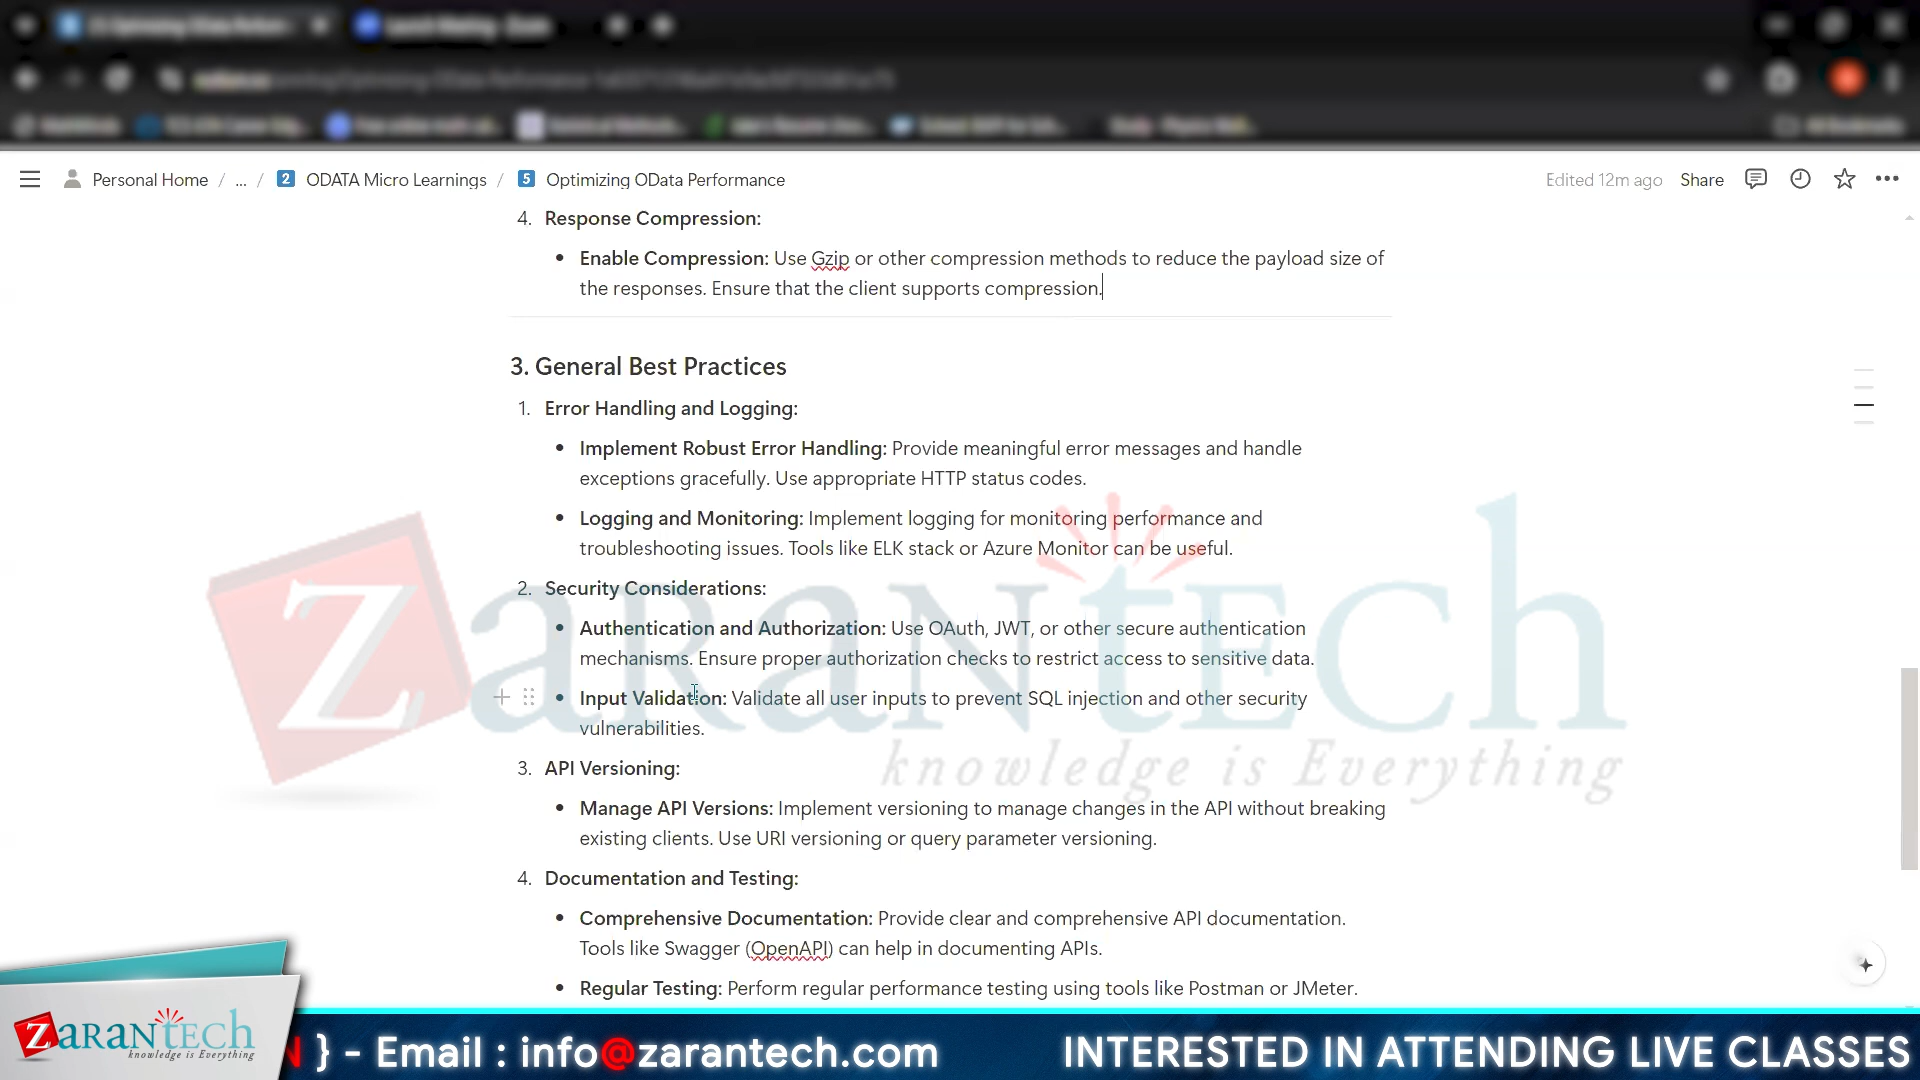 Personal Home / ... / 2 ODATA Micro Learnings / 5 Optimizing OData Performance
Edited 12m ago Share
4. Response Compression:
• Enable Compression: Use Gzip or other compression methods to reduce the payload size of
the responses. Ensure that the client supports compression.
3. General Best Practices
1. Error Handling and Logging:
• Implement Robust Error Handling: Provide meaningful error messages and handle
exceptions gracefully. Use appropriate HTTP status codes.
• Logging and Monitoring: Implement logging for monitoring performance and
troubleshooting issues. Tools like ELK stack or Azure Monitor can be useful.
2. Security Considerations:
• Authentication and Authorization: Use OAuth, JWT, or other secure authentication
mechanisms. Ensure proper authorization checks to restrict access to sensitive data.
• Input Validation: Validate all user inputs to prevent SQL injection and other security
vulnerabilities.
3. API Versioning:
• Manage API Versions: Implement versioning to manage changes in the API without breaking
existing clients. Use URI versioning or query parameter versioning.
4. Documentation and Testing:
• Comprehensive Documentation: Provide clear and comprehensive API documentation.
Tools like Swagger (OpenAPI) can help in documenting APIs.
• Regular Testing: Perform regular performance testing using tools like Postman or JMeter.
ZaranTech
knowledge is Everything
ZaranTech
knowledge is Everything
N } - Email : info@zarantech.com INTERESTED IN ATTENDING LIVE CLASSES